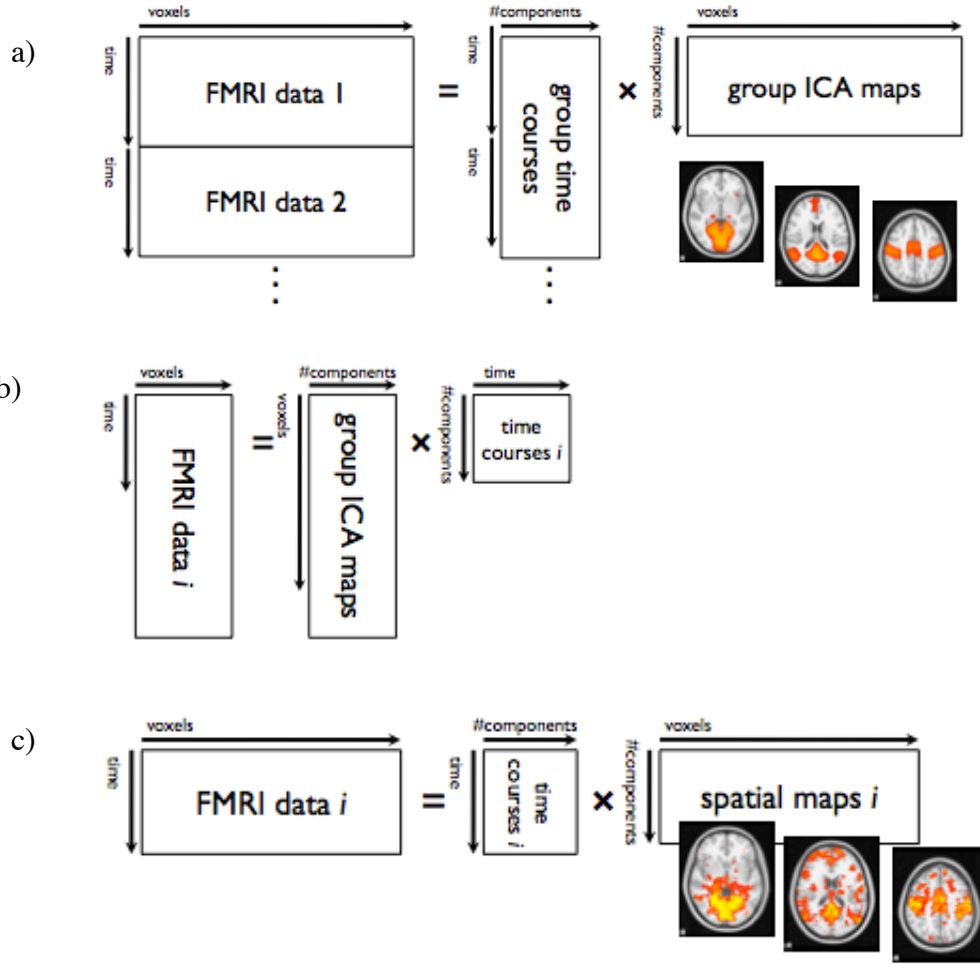 a)
voxels
#components
voxels
time
time
#components
FMRI data 1
=
group time
courses
×
group ICA maps
time
time
FMRI data 2
b)
voxels
#components
time
time
voxels
#components
FMRI data i
=
group ICA maps
×
time
courses i
c)
voxels
#components
voxels
time
time
#components
FMRI data i
=
time
courses i
×
spatial maps i